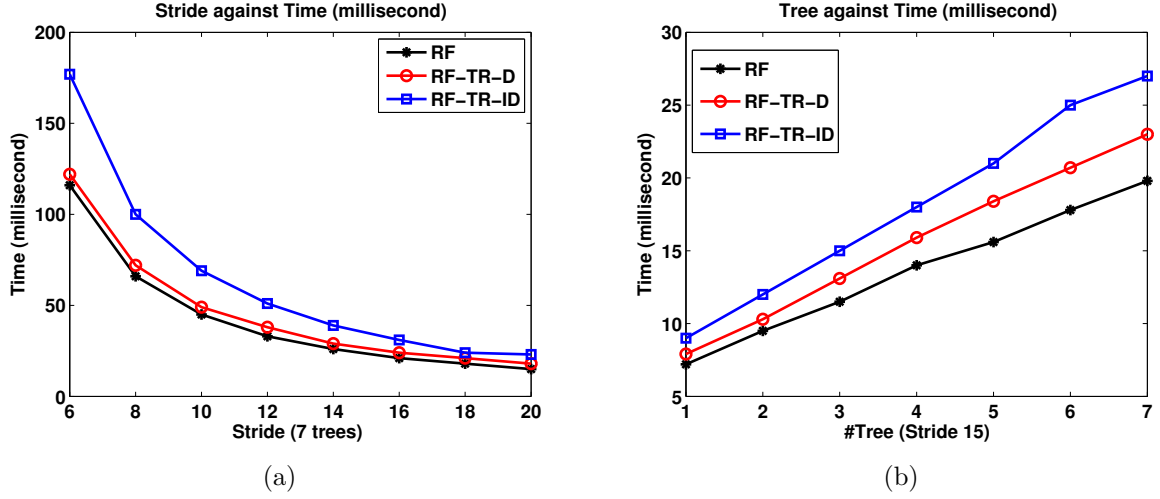 Stride against Time (millisecond)
200
150
100
50
0
Time (millisecond)
6 8 10 12 14 16 18 20
Stride (7 trees)
RF
RF−TR−D
RF−TR−ID
(a)
Tree against Time (millisecond)
30
25
20
15
10
5
Time (millisecond)
1 2 3 4 5 6 7
#Tree (Stride 15)
RF
RF−TR−D
RF−TR−ID
(b)